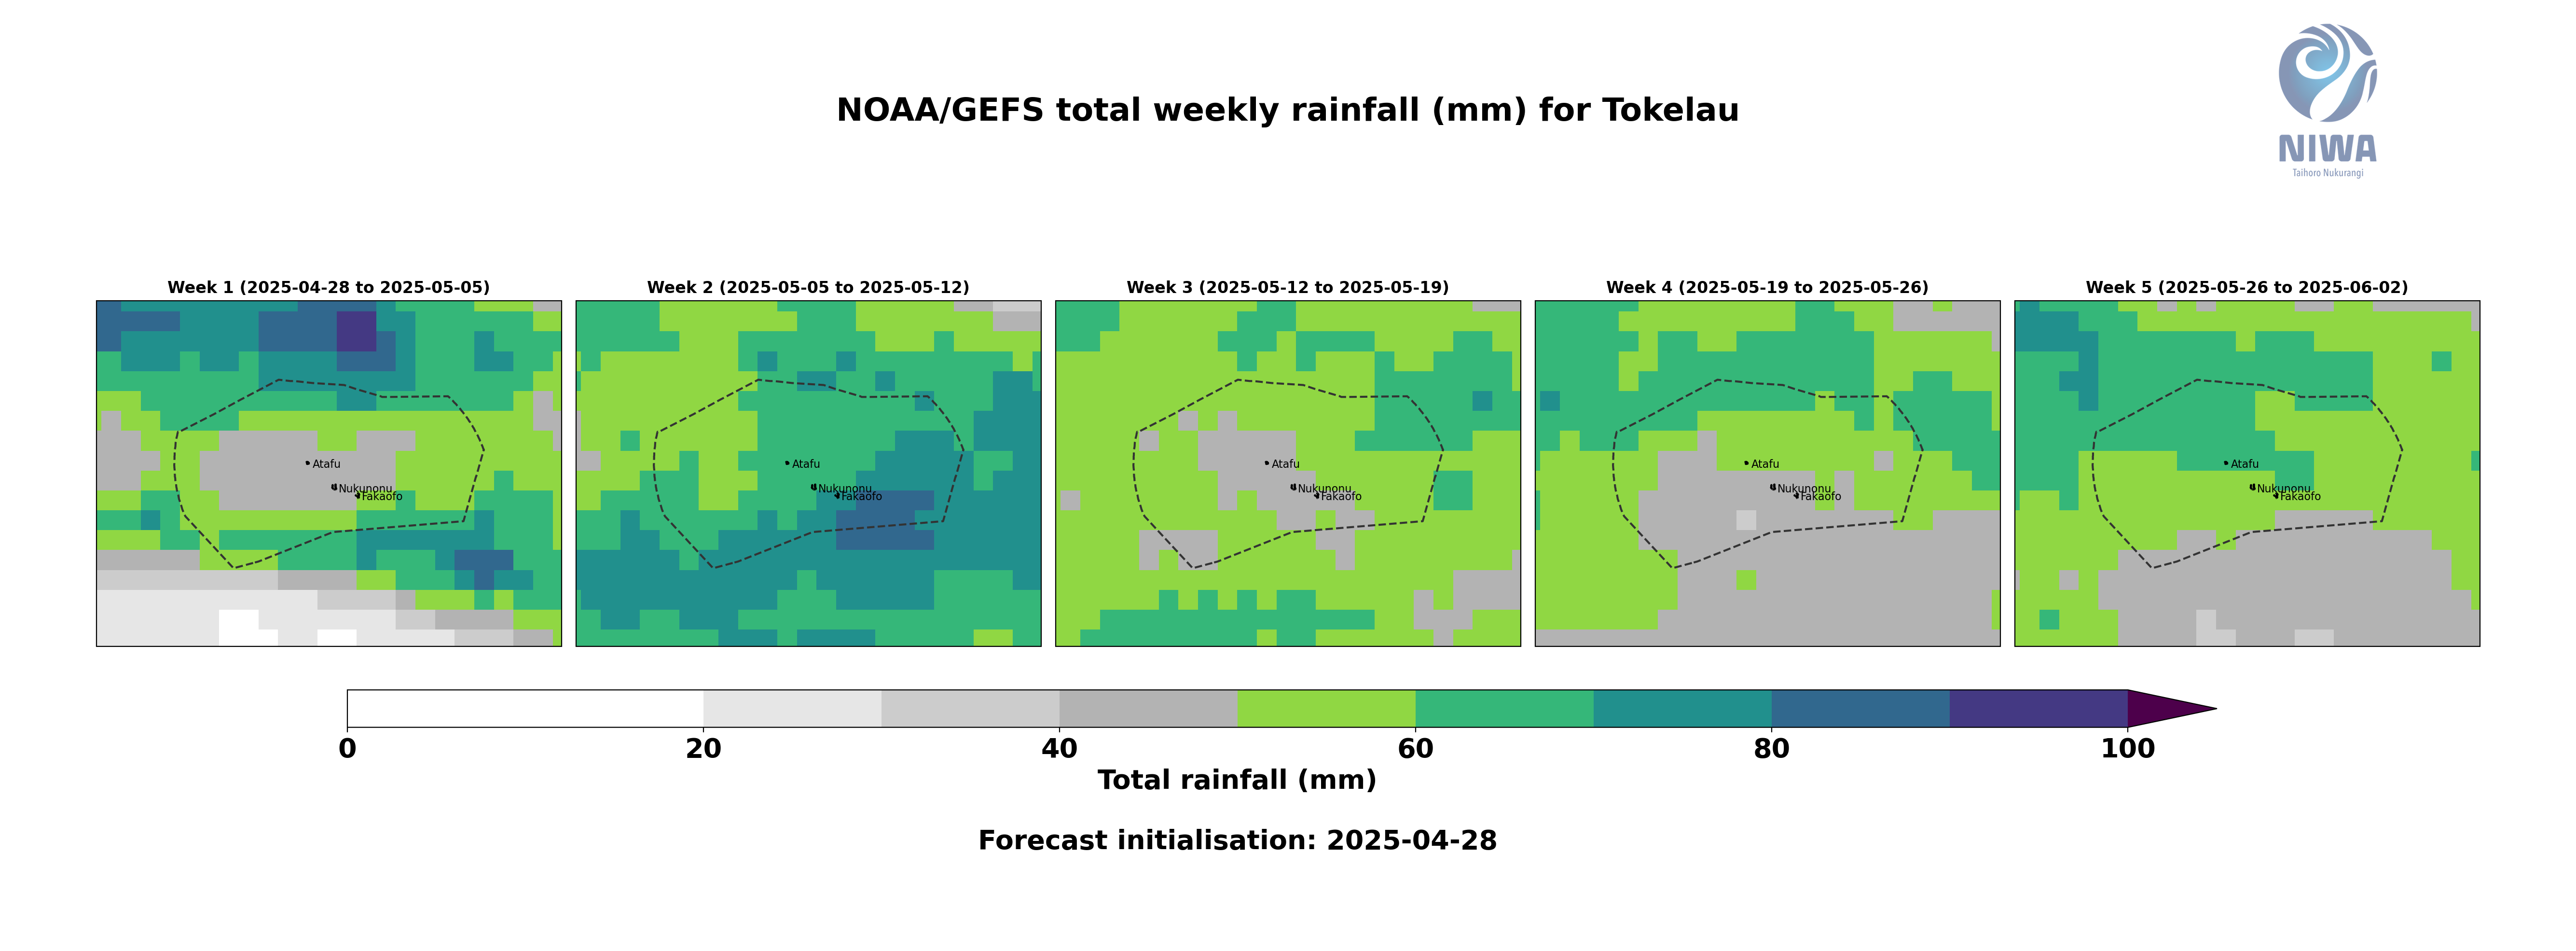 NOAA/GEFS total weekly rainfall (mm) for Tokelau
NIWA
Taihoro Nukurangi
Week 1 (2025-04-28 to 2025-05-05)
Week 2 (2025-05-05 to 2025-05-12)
Week 3 (2025-05-12 to 2025-05-19)
Week 4 (2025-05-19 to 2025-05-26)
Week 5 (2025-05-26 to 2025-06-02)
Atafu
Nukunonu
Fakaofo
Atafu
Nukunonu
Fakaofo
Atafu
Nukunonu
Fakaofo
Atafu
Nukunonu
Fakaofo
Atafu
Nukunonu
Fakaofo
0 20 40 60 80 100
Total rainfall (mm)
Forecast initialisation: 2025-04-28